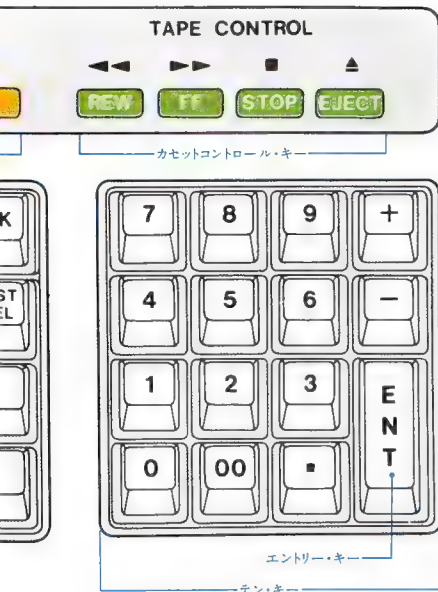 TAPE CONTROL
REW FF STOP EJECT
カセットコントロール・キー
K 7 8 9 +
ST
EL 4 5 6 −
1 2 3
ENT
0 00 .
エントリー・キー
テン・キー